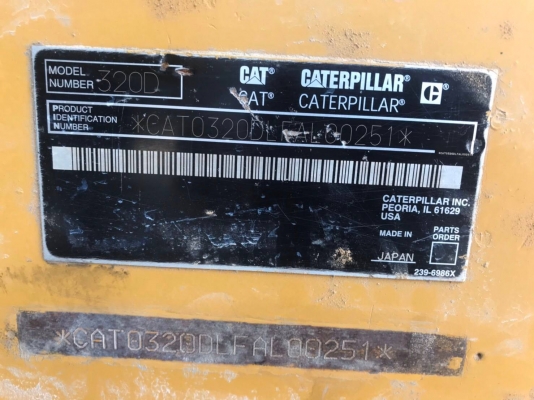 MODEL NUMBER 320D
CAT® CATERPILLAR®
CAT® CATERPILLAR®
PRODUCT IDENTIFICATION NUMBER *CAT0320DLFAL00251*
CATERPILLAR INC.
PEORIA, IL 61629
USA
MADE IN JAPAN
PARTS ORDER
239-6986X
*CAT0320DLFAL00251*